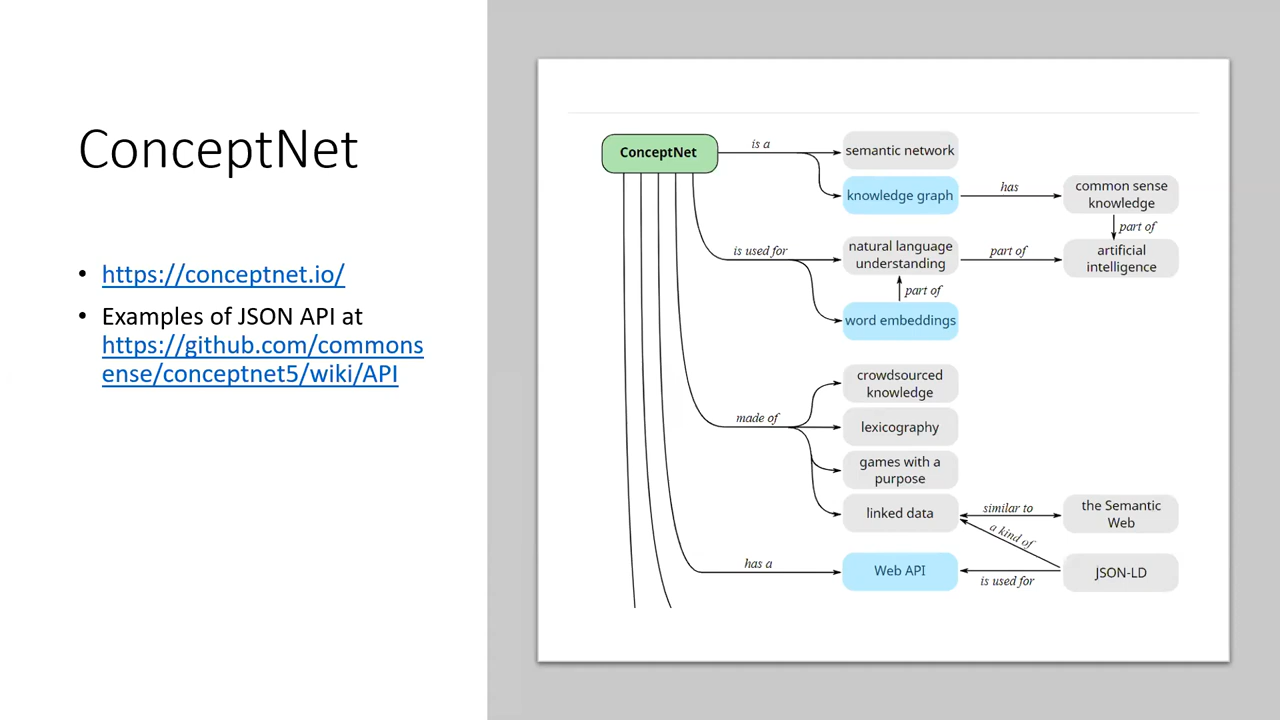 ConceptNet
• https://conceptnet.io/
• Examples of JSON API at
https://github.com/commons
ense/conceptnet5/wiki/API
ConceptNet
is a
semantic network
knowledge graph
has
common sense
knowledge
part of
is used for
natural language
understanding
part of
artificial
intelligence
part of
word embeddings
made of
crowdsourced
knowledge
lexicography
games with a
purpose
linked data
similar to
the Semantic
Web
a kind of
has a
Web API
is used for
JSON-LD